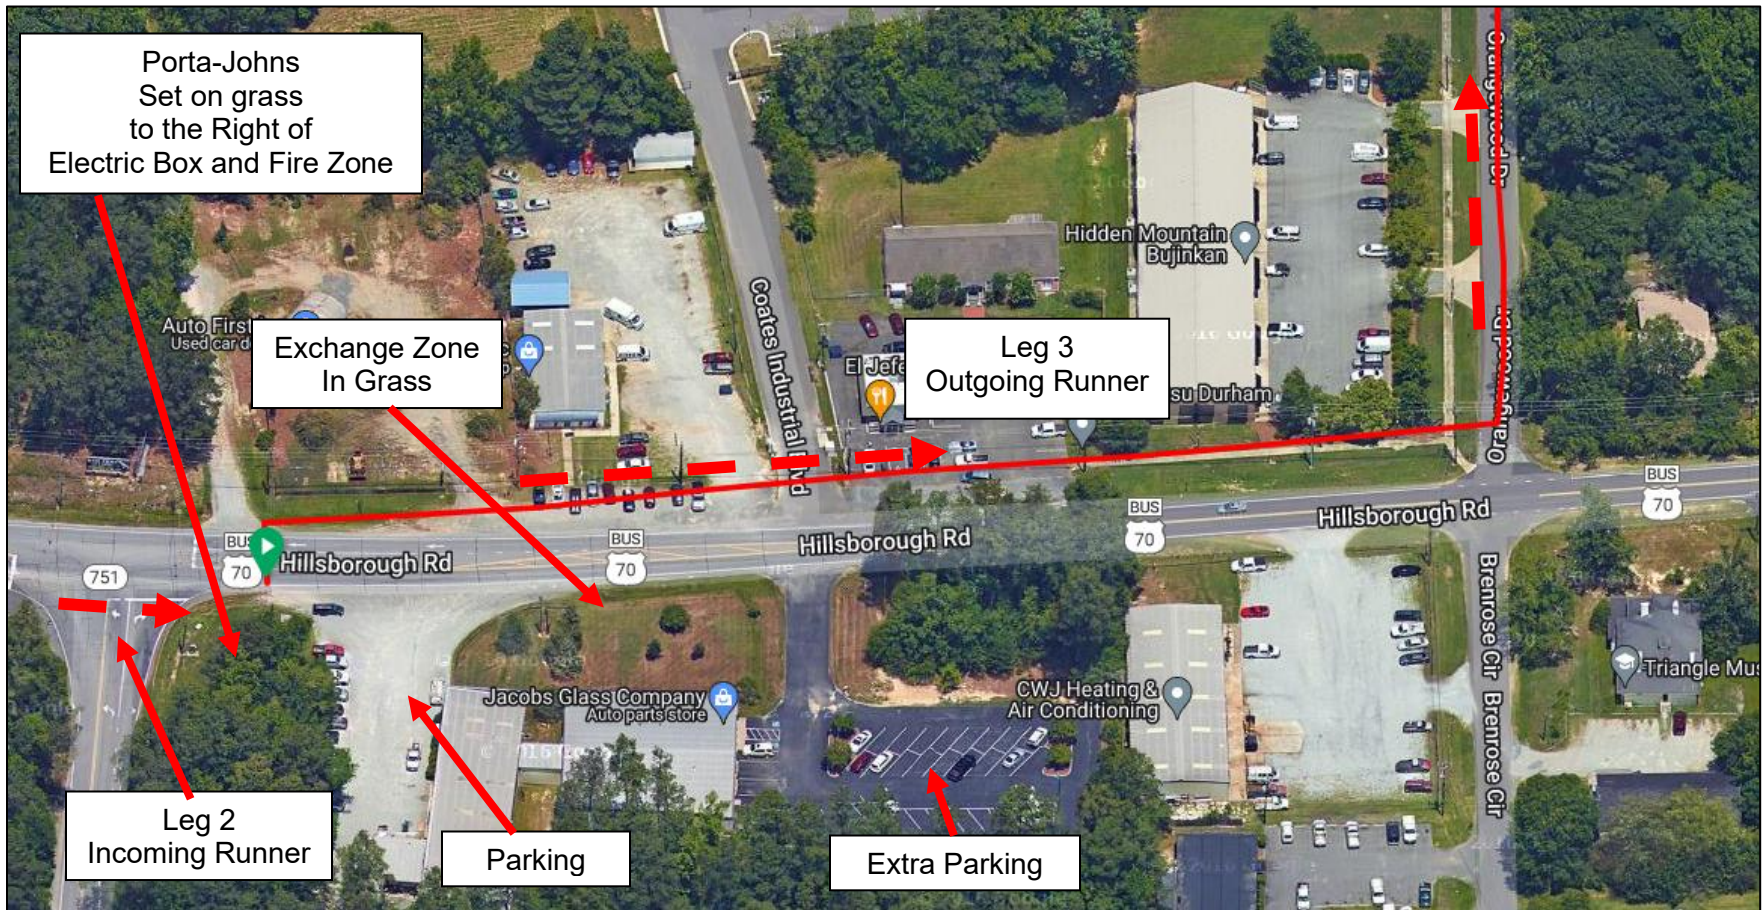 Porta-Johns
Set on grass
to the Right of
Electric Box and Fire Zone
Orangewood Dr
Hidden Mountain
Bujinkan
Coates Industrial Blvd
Auto First
Used car
Exchange Zone
In Grass
El Jefe
Leg 3
Outgoing Runner
su Durham
Orangewood Dr
BUS
70
Hillsborough Rd
BUS
70
Hillsborough Rd
BUS
70
Hillsborough Rd
BUS
70
751
Jacobs Glass Company
Auto parts store
CWJ Heating &
Air Conditioning
Brenrose Cir
Brenrose Cir
Triangle Mus
Leg 2
Incoming Runner
Parking
Extra Parking